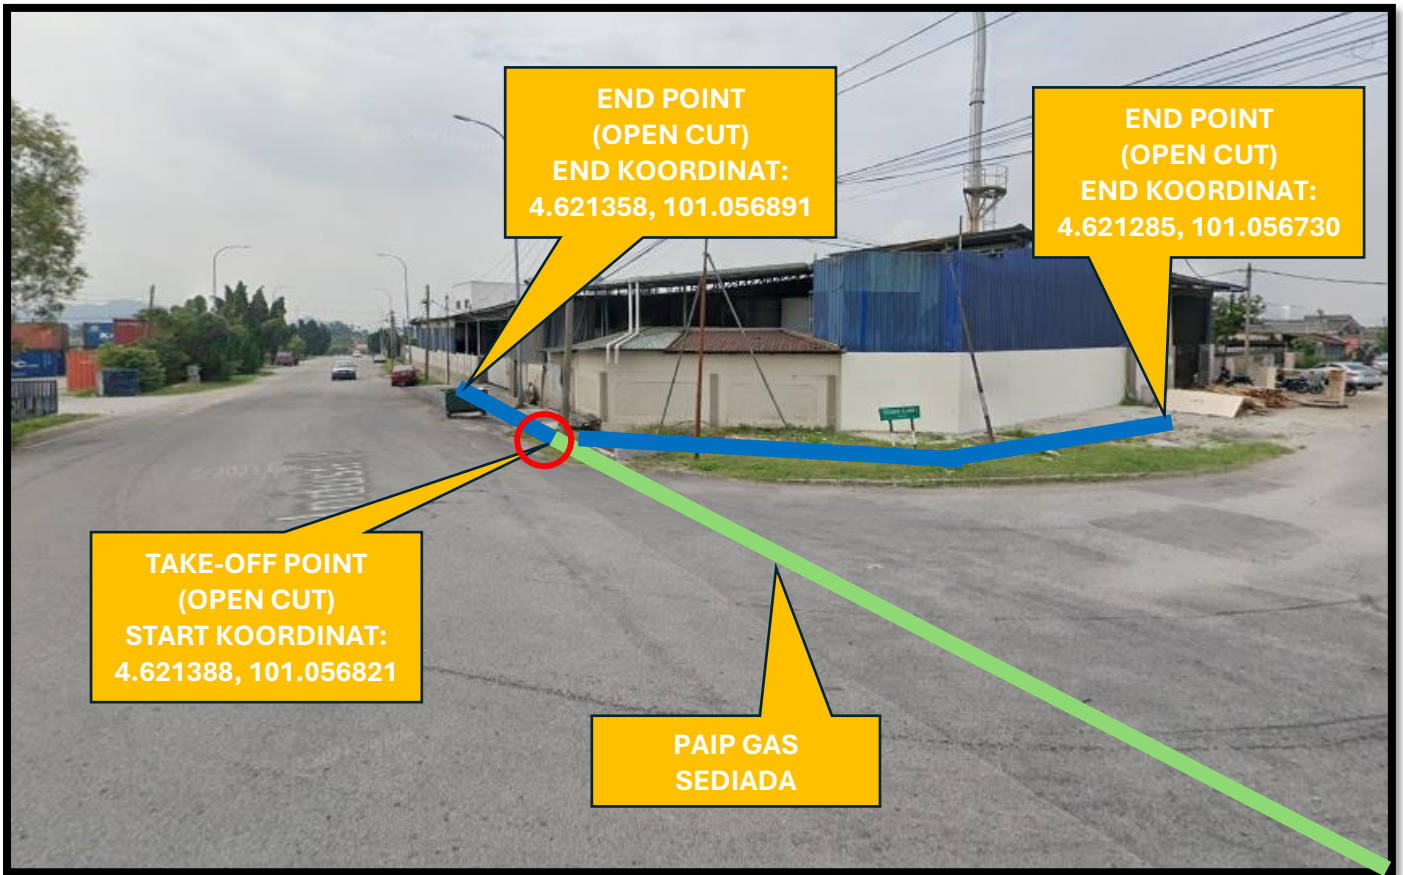 END POINT
(OPEN CUT)
END KOORDINAT:
4.621358, 101.056891
END POINT
(OPEN CUT)
END KOORDINAT:
4.621285, 101.056730
TAKE-OFF POINT
(OPEN CUT)
START KOORDINAT:
4.621388, 101.056821
PAIP GAS
SEDIADA